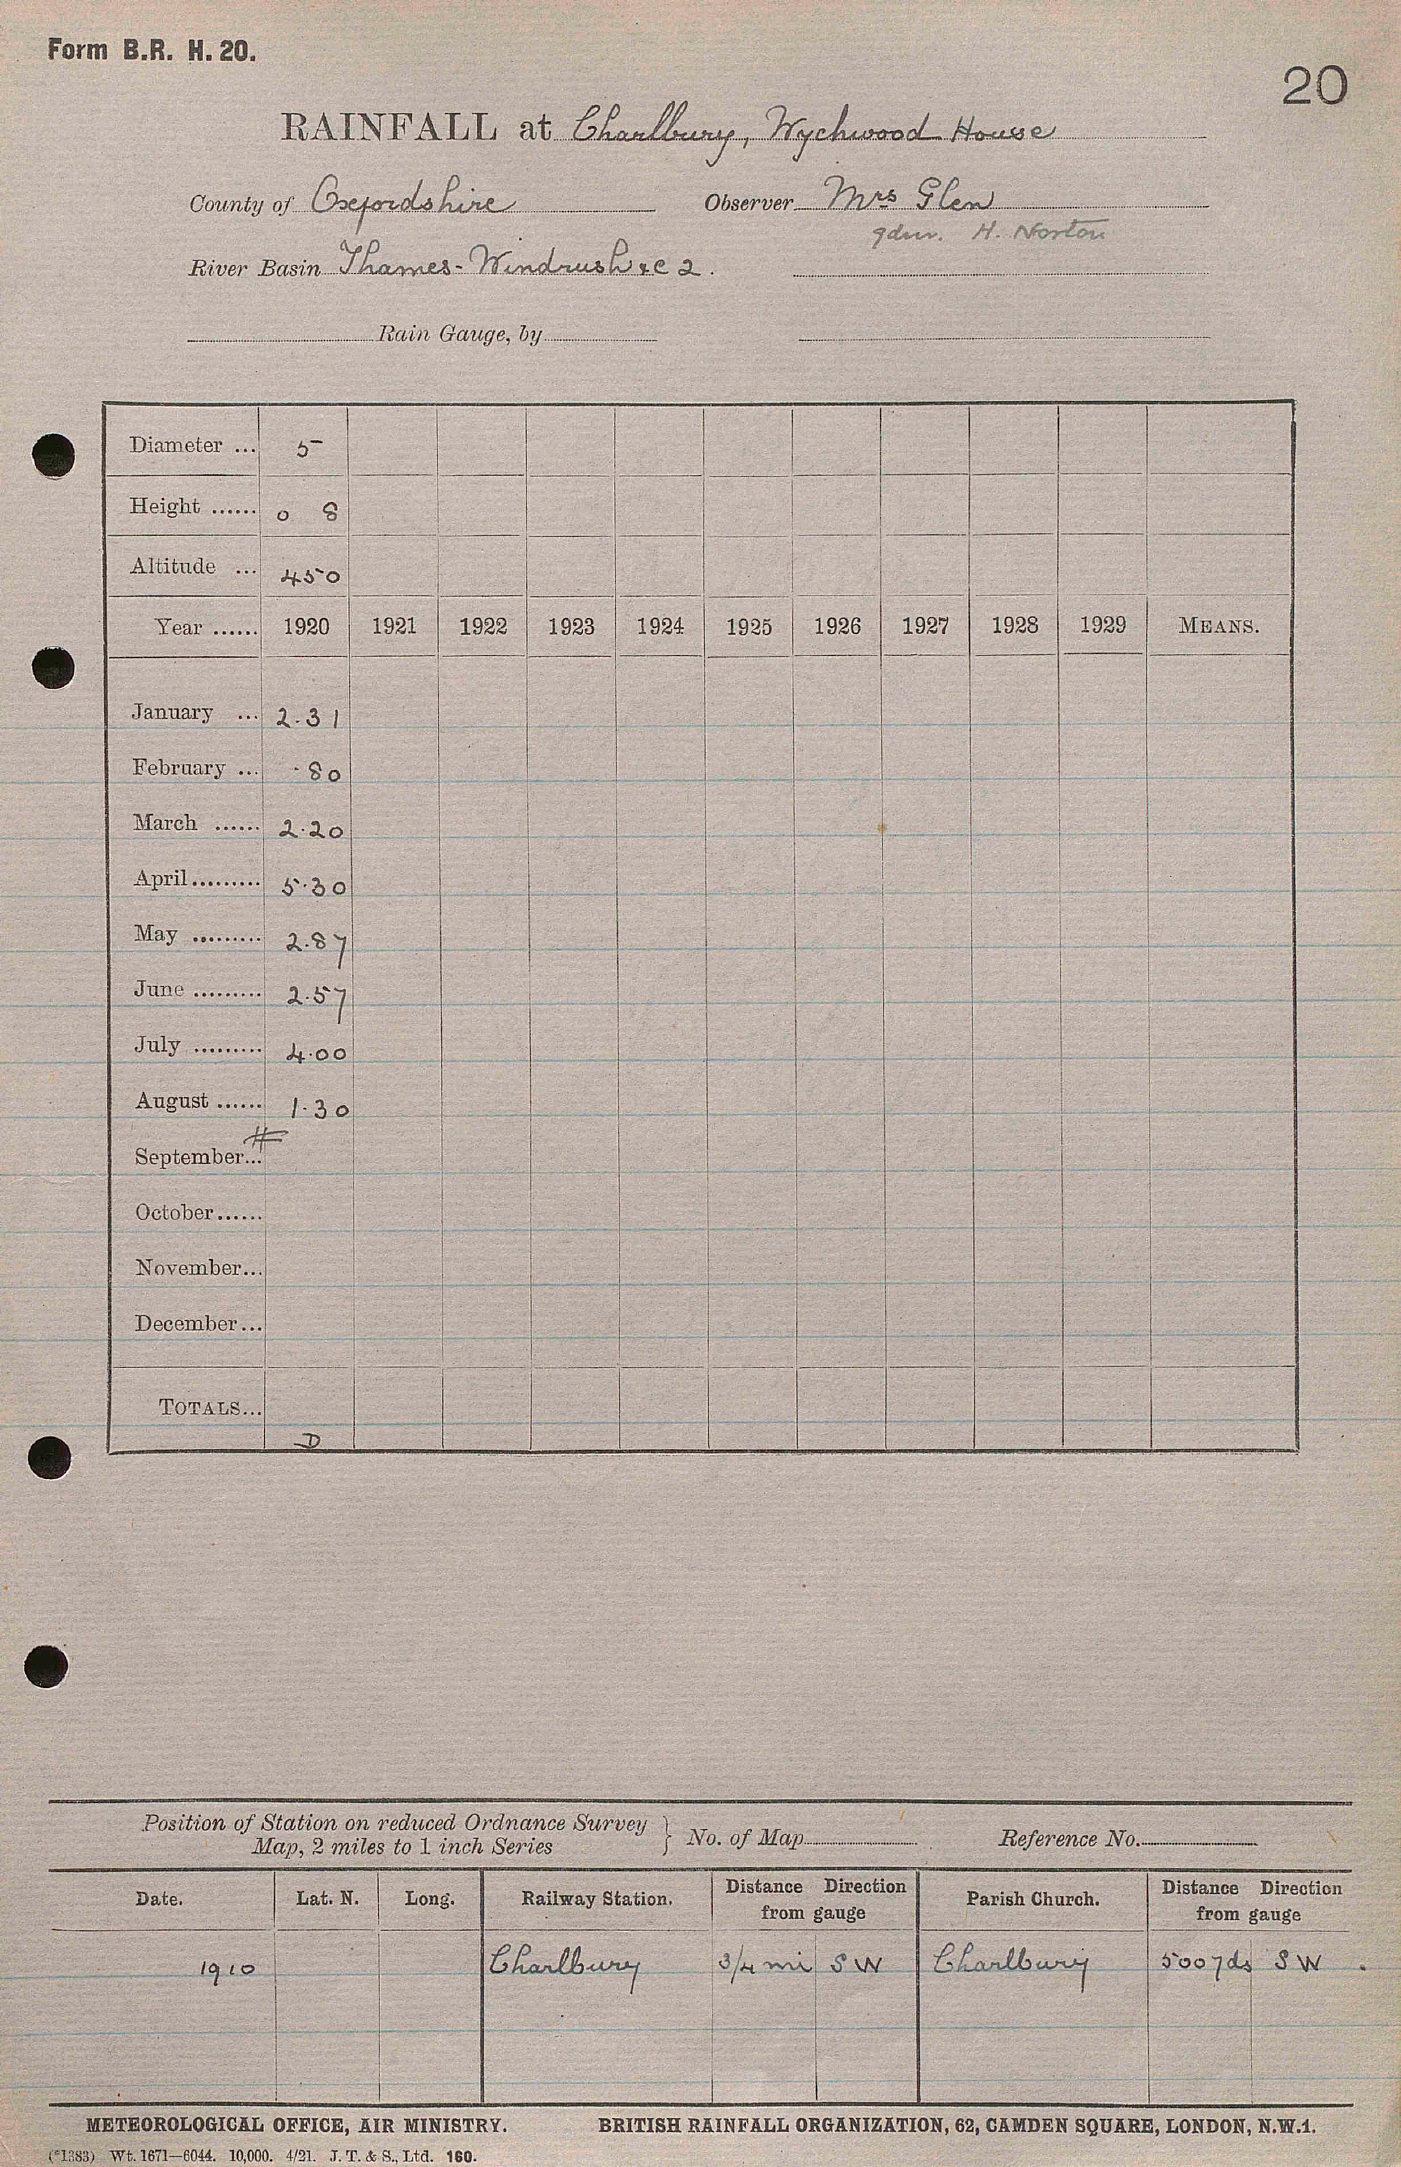 Form B.R. H. 20.
20
RAINFALL at Charlbury, Wychwood House
County of Oxfordshire Observer Mrs Glen
gdnr. H. Norton
River Basin Thames - Windrush &c 2.
Rain Gauge, by
Diameter ... 5
Height ...... 0 8
Altitude ... 450
Year ...... 1920 1921 1922 1923 1924 1925 1926 1927 1928 1929 MEANS.
January ... 2.31
February ... .80
March ...... 2.20
April ......... 5.30
May ......... 2.87
June ......... 2.57
July ......... 4.00
August ...... 1.30
September...
October ......
November...
December...
TOTALS...
D
Position of Station on reduced Ordnance Survey
Map, 2 miles to 1 inch Series } No. of Map Reference No.
Date. Lat. N. Long. Railway Station. Distance Direction from gauge Parish Church. Distance Direction from gauge
1910 Charlbury 3/4 mi SW Charlbury 500yds SW.
METEOROLOGICAL OFFICE, AIR MINISTRY. BRITISH RAINFALL ORGANIZATION, 62, CAMDEN SQUARE, LONDON, N.W.1.
(*1383) Wt. 1671—6044. 10,000. 4/21. J. T. & S., Ltd. 160.